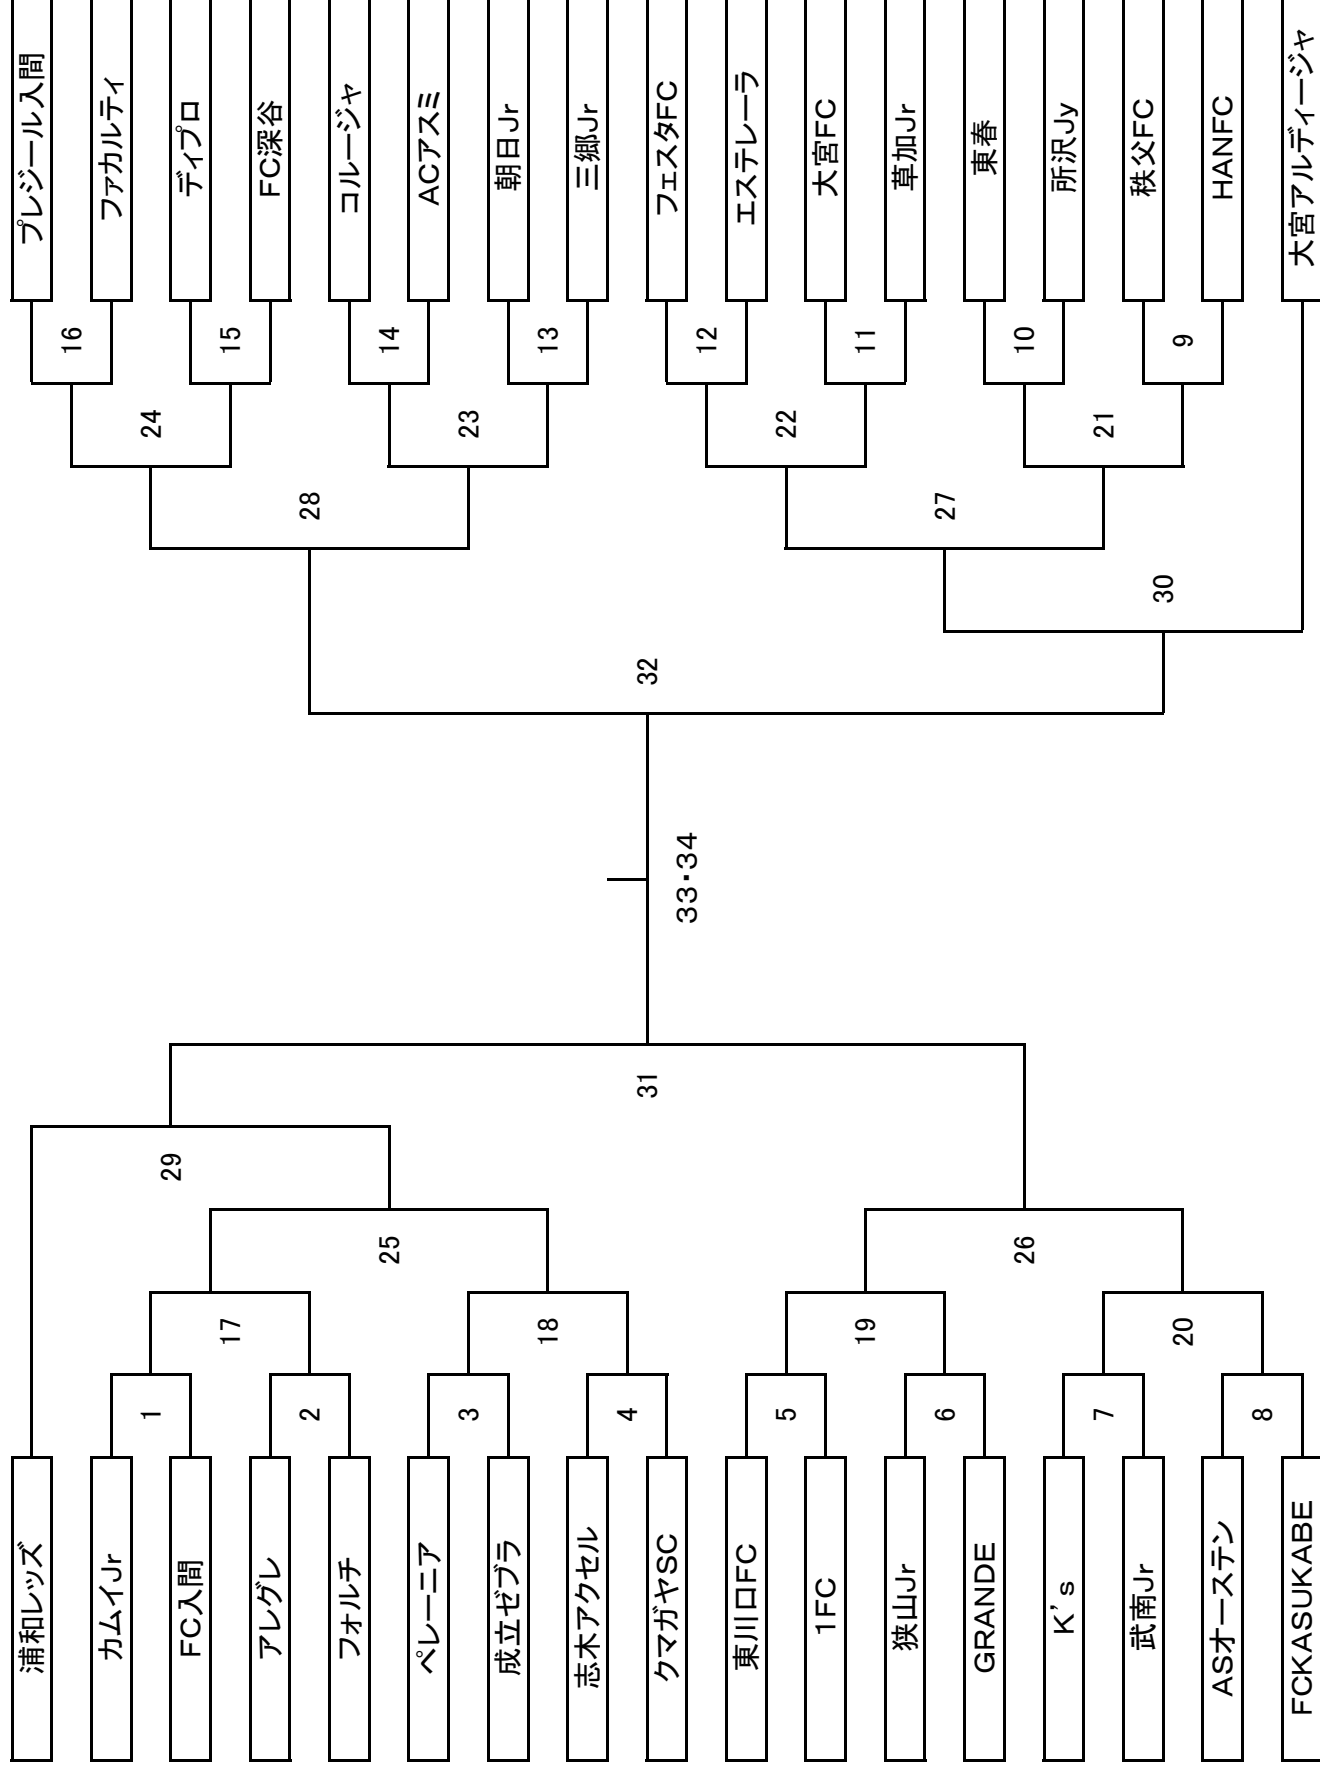 プレジール入間
ファカルティ
ディプロ
FC深谷
コルージャ
ACアスミ
朝日Jr
三郷Jr
フェスタFC
エステレーラ
大宮FC
草加Jr
東春
所沢Jy
秩父FC
HANFC
大宮アルディージャ
16
15
14
13
12
11
10
9
24
23
22
21
28
27
30
32
33・34
31
29
25
26
17
18
19
20
1
2
3
4
5
6
7
8
浦和レッズ
カムイJr
FC入間
アレグレ
フォルチ
ペレーニア
成立ゼブラ
志木アクセル
クマガヤSC
東川口FC
1FC
狭山Jr
GRANDE
K's
武南Jr
ASオーステン
FCKASUKABE